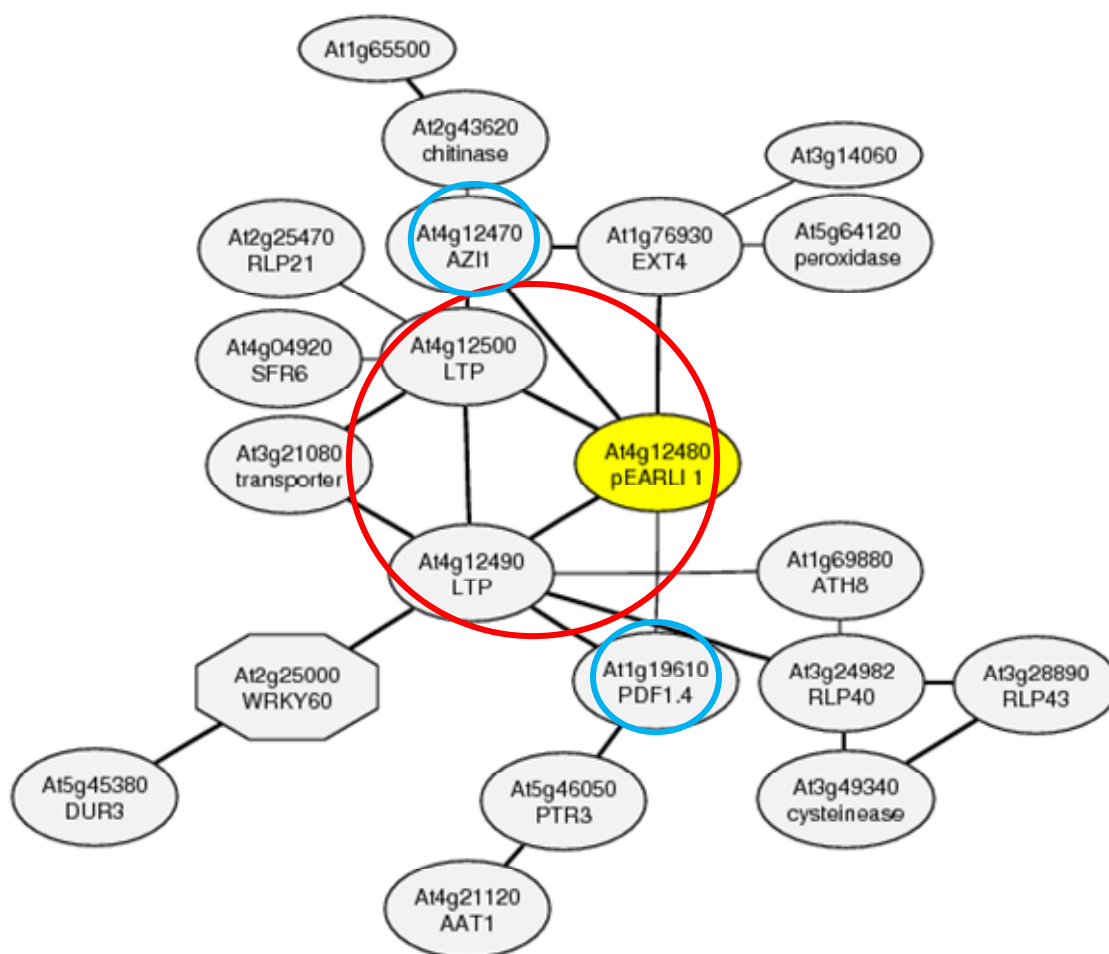 At1g65500
At2g43620
chitinase
At3g14060
At2g25470
RLP21
At4g12470
AZI1
At1g76930
EXT4
At5g64120
peroxidase
At4g04920
SFR6
At4g12500
LTP
At3g21080
transporter
At4g12480
pEARLI 1
At4g12490
LTP
At1g69880
ATH8
At2g25000
WRKY60
At1g19610
PDF1.4
At3g24982
RLP40
At3g28890
RLP43
At5g45380
DUR3
At5g46050
PTR3
At3g49340
cysteinease
At4g21120
AAT1